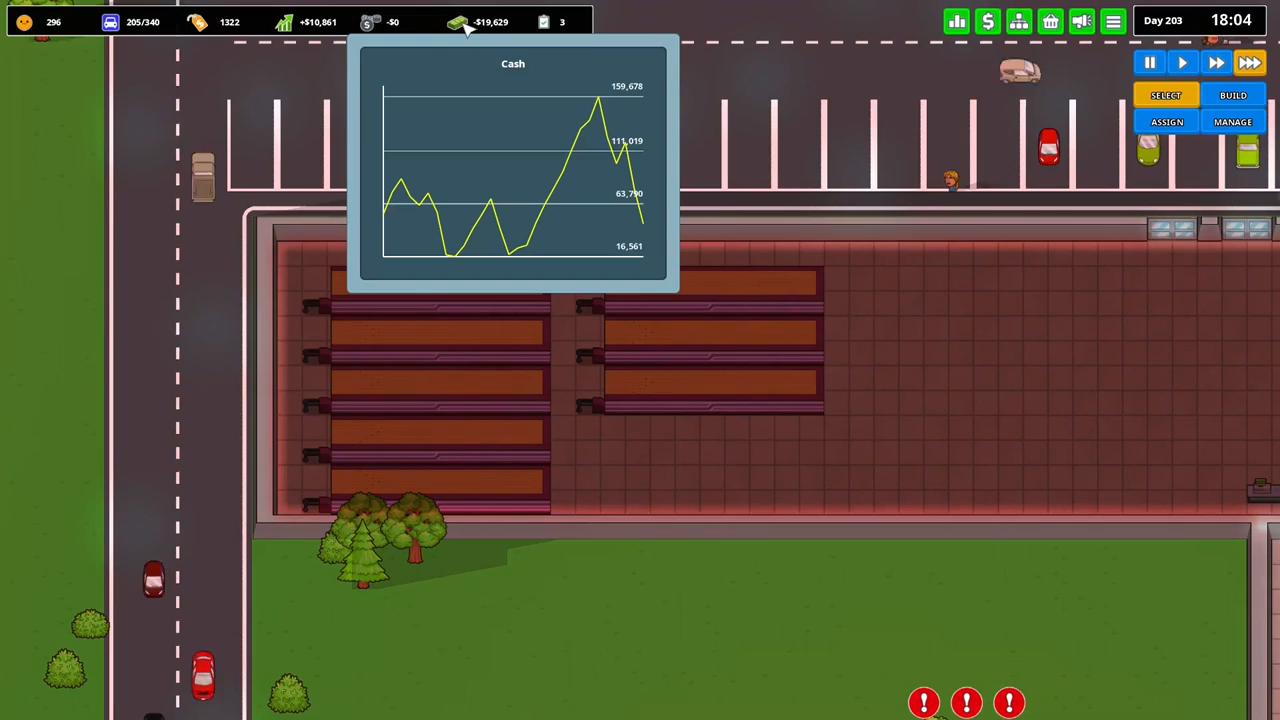 296 205/340 1322 +$10,861 -$0 -$19,629 3 Day 203 18:04
Cash
159,678
111,019
63,790
16,561
SELECT BUILD
ASSIGN MANAGE